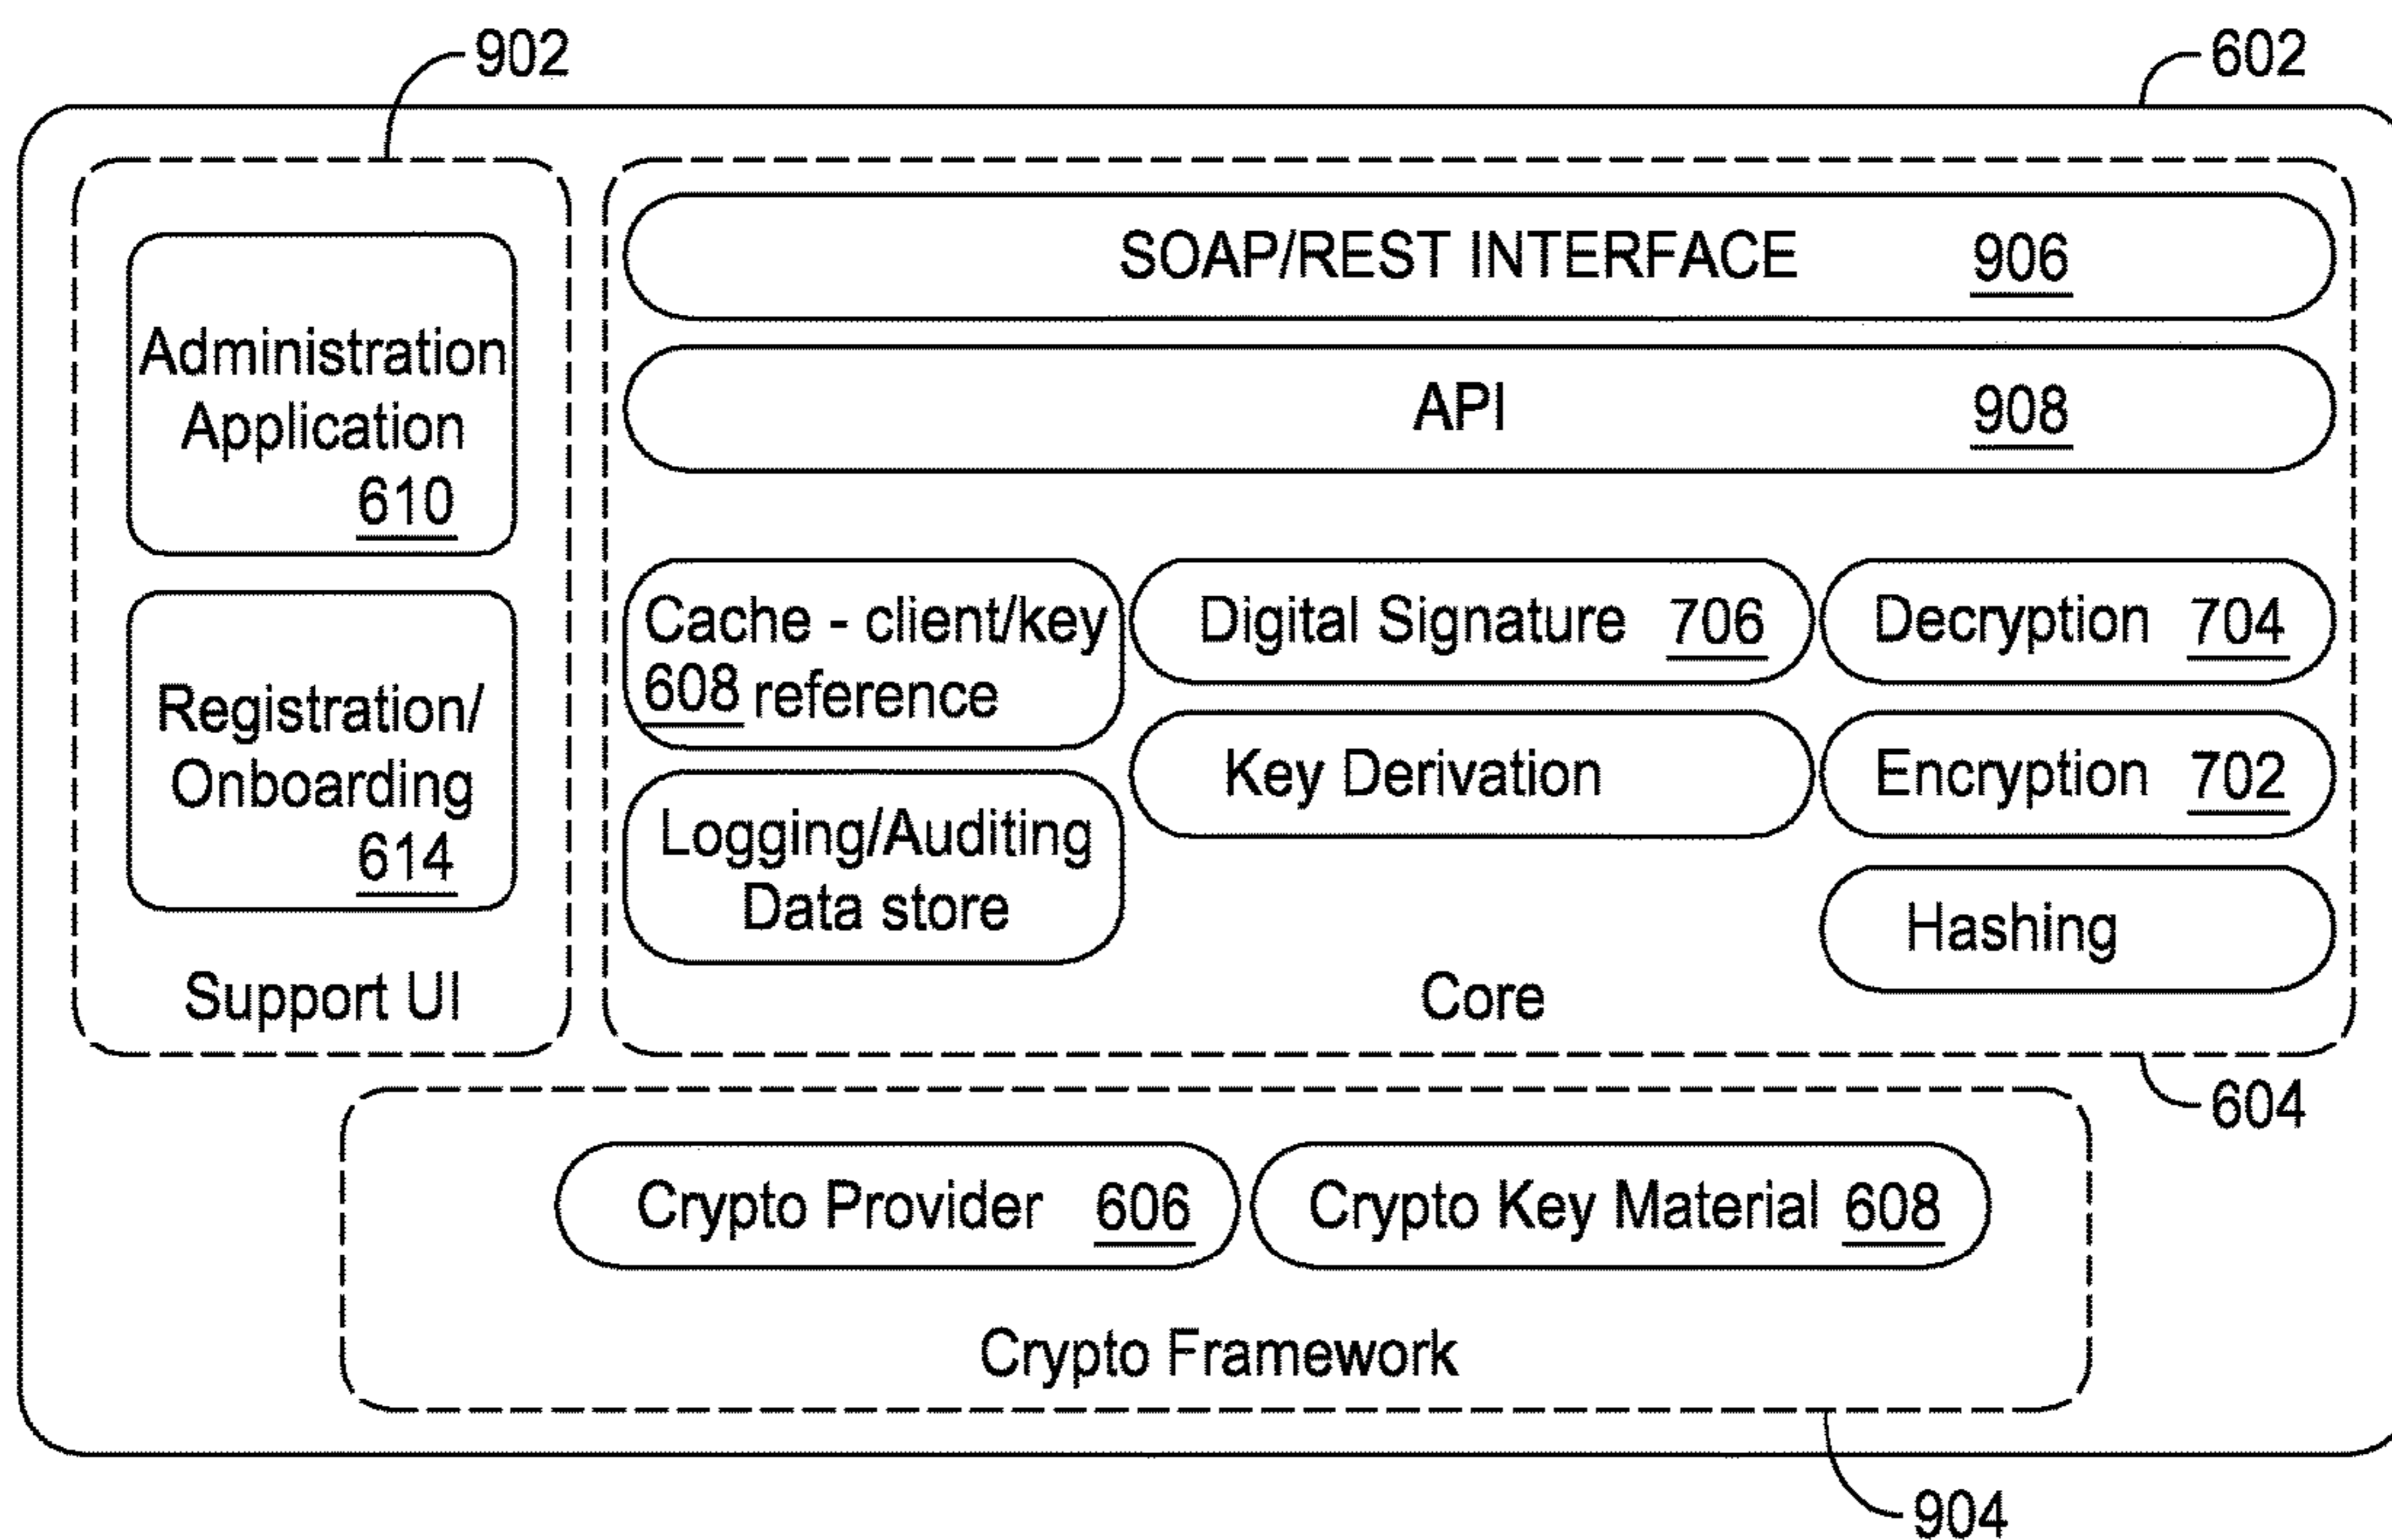 902
602
Administration
Application
610
Registration/
Onboarding
614
Support UI
SOAP/REST INTERFACE 906
API 908
Cache - client/key
608 reference
Digital Signature 706
Decryption 704
Key Derivation
Encryption 702
Logging/Auditing
Data store
Hashing
Core
604
Crypto Provider 606
Crypto Key Material 608
Crypto Framework
904